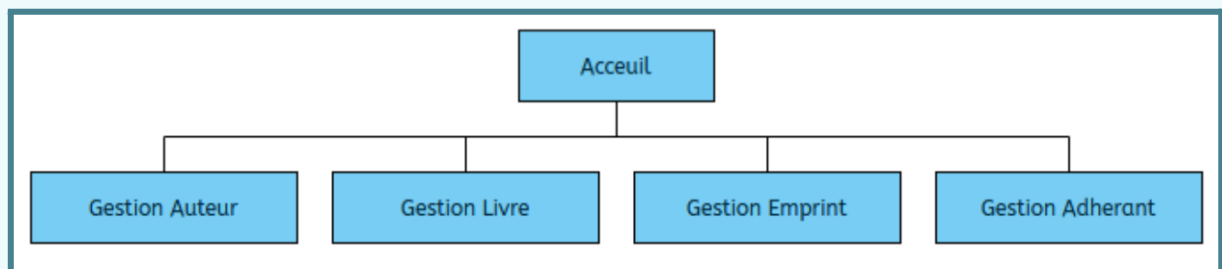 Acceuil
Gestion Auteur
Gestion Livre
Gestion Emprint
Gestion Adherant